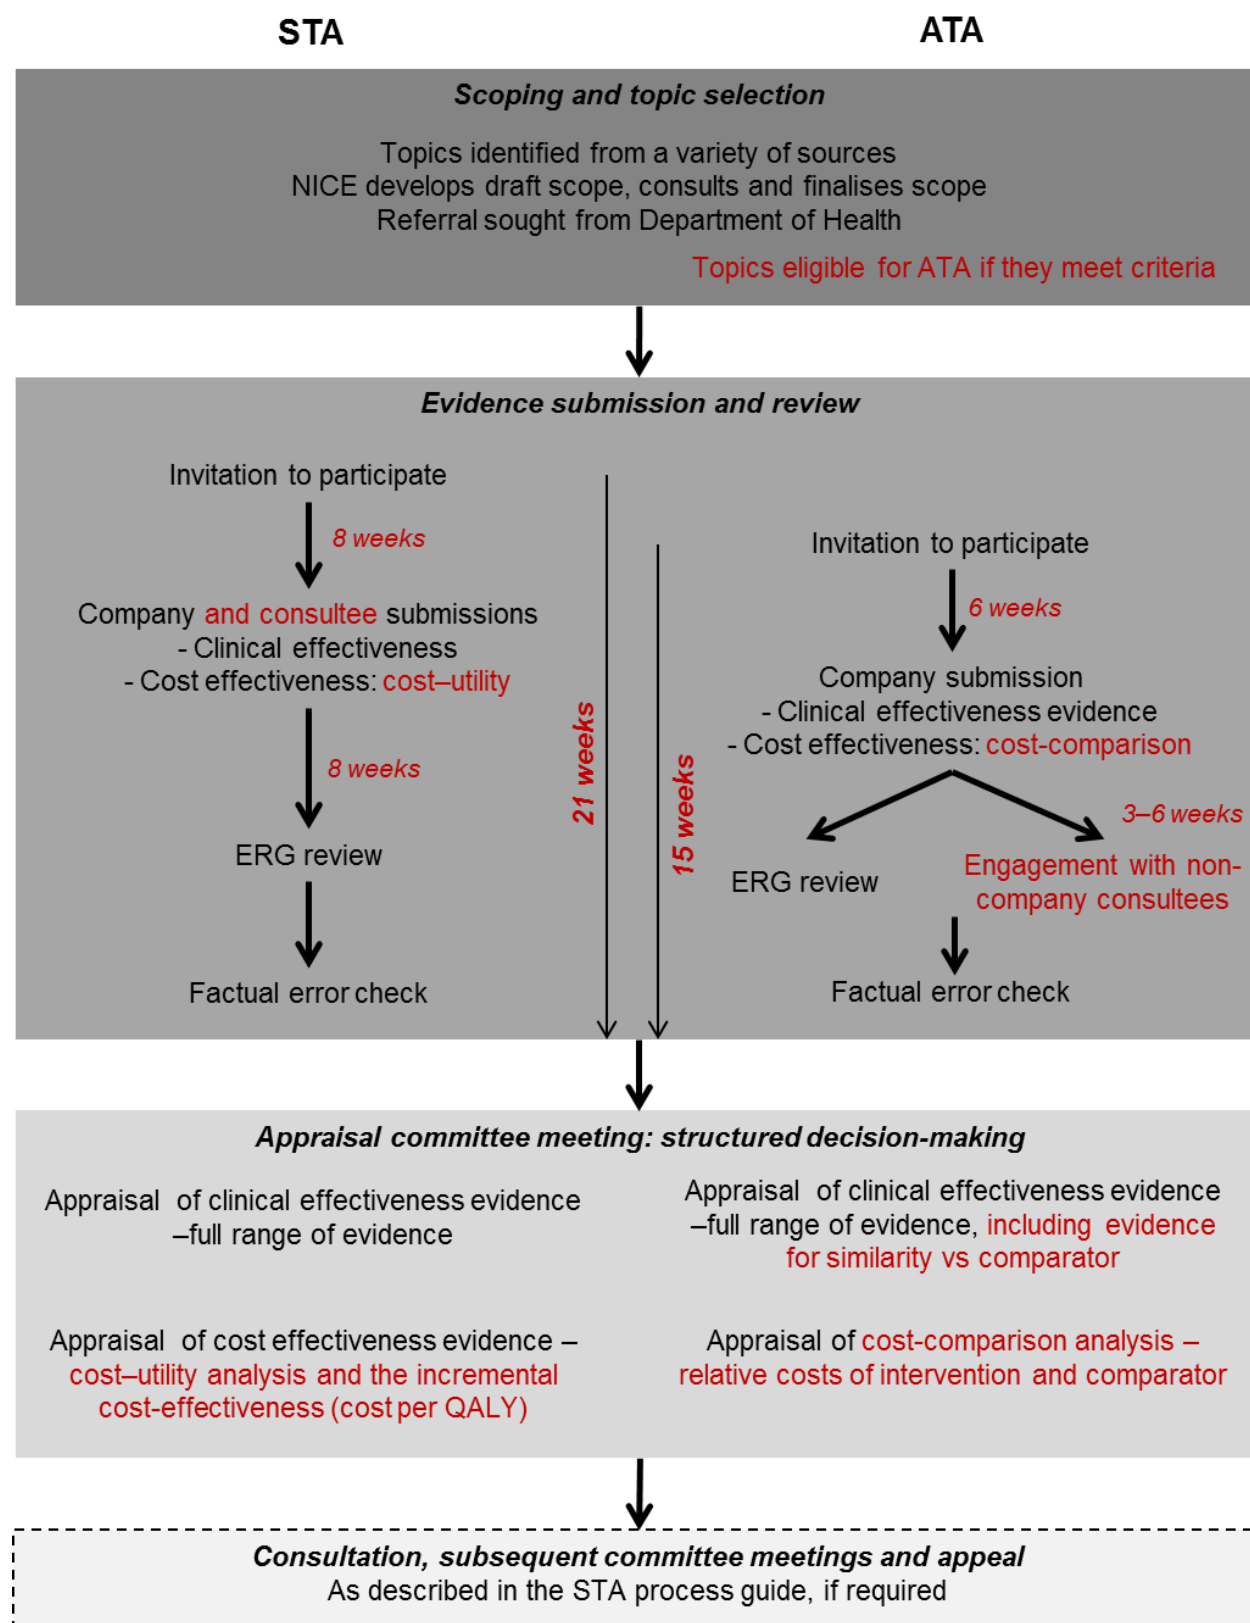 STA
ATA
Scoping and topic selection
Topics identified from a variety of sources
NICE develops draft scope, consults and finalises scope
Referral sought from Department of Health
Topics eligible for ATA if they meet criteria
Evidence submission and review
Invitation to participate
8 weeks
Company and consultee submissions
- Clinical effectiveness
- Cost effectiveness: cost–utility
8 weeks
ERG review
Factual error check
21 weeks
15 weeks
Invitation to participate
6 weeks
Company submission
- Clinical effectiveness evidence
- Cost effectiveness: cost-comparison
3–6 weeks
ERG review
Engagement with non-
company consultees
Factual error check
Appraisal committee meeting: structured decision-making
Appraisal of clinical effectiveness evidence
–full range of evidence
Appraisal of clinical effectiveness evidence
–full range of evidence, including evidence
for similarity vs comparator
Appraisal of cost effectiveness evidence –
cost–utility analysis and the incremental
cost-effectiveness (cost per QALY)
Appraisal of cost-comparison analysis –
relative costs of intervention and comparator
Consultation, subsequent committee meetings and appeal
As described in the STA process guide, if required